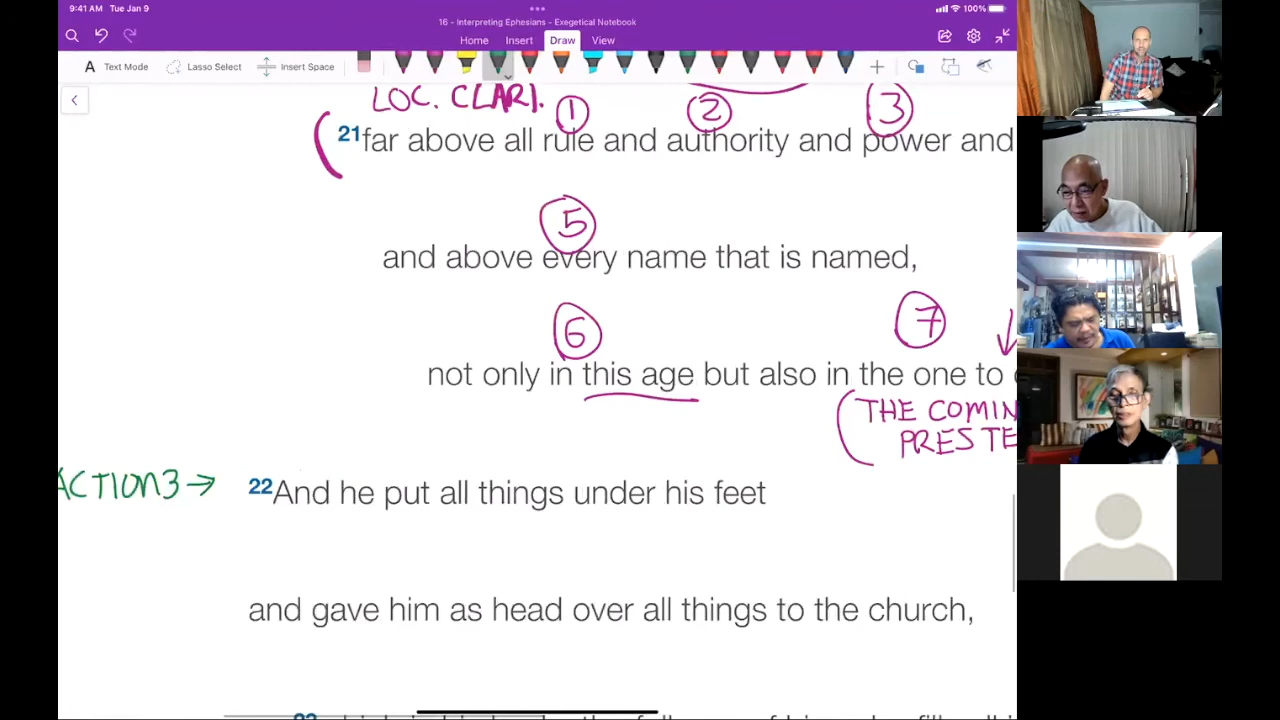 9:41 AM Tue Jan 9
100%
16 - Interpreting Ephesians - Exegetical Notebook
Home Insert Draw View
Text Mode Lasso Select Insert Space
LOC. CLARI. 1 2 3
21far above all rule and authority and power and
5
and above every name that is named,
6 7
not only in this age but also in the one to
(THE COMIN
PRESTE
ACTION3 → 22And he put all things under his feet
and gave him as head over all things to the church,